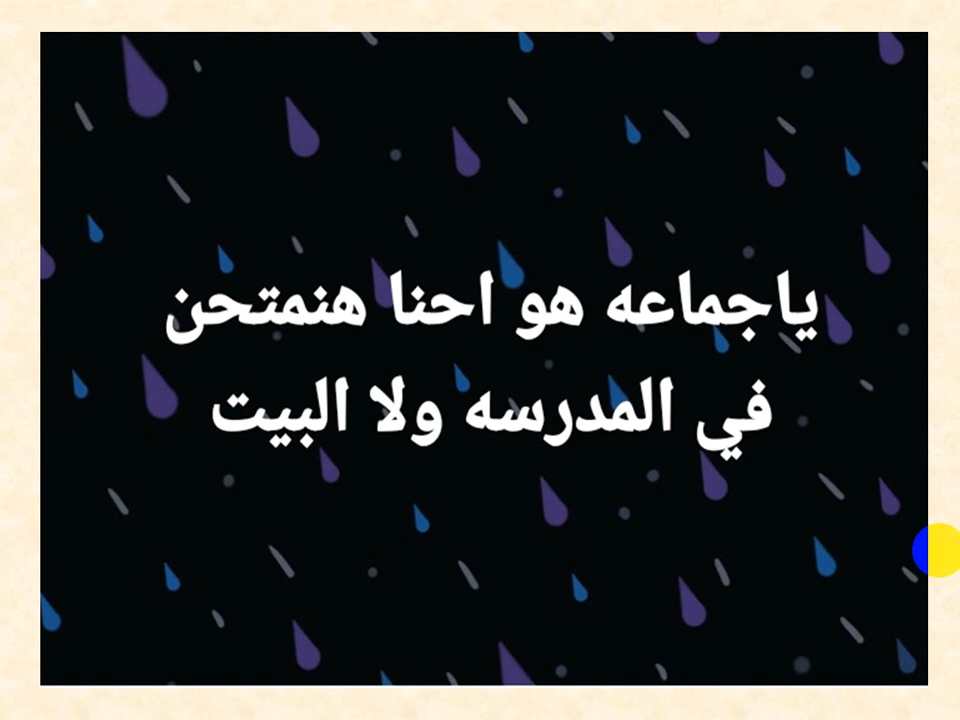 ياجماعه هو احنا هنمتحن
في المدرسه ولا البيت